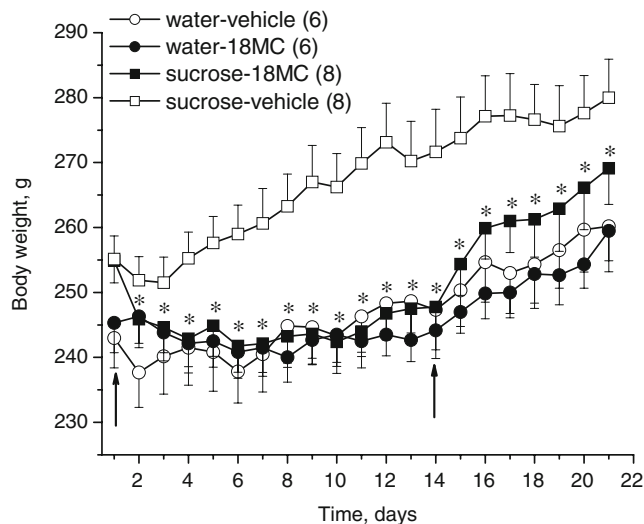 water-vehicle (6)
water-18MC (6)
sucrose-18MC (8)
sucrose-vehicle (8)
290
280
270
260
250
240
230
Body weight, g
* * * * * * * * * * * * * * * * * * * *
2 4 6 8 10 12 14 16 18 20 22
Time, days